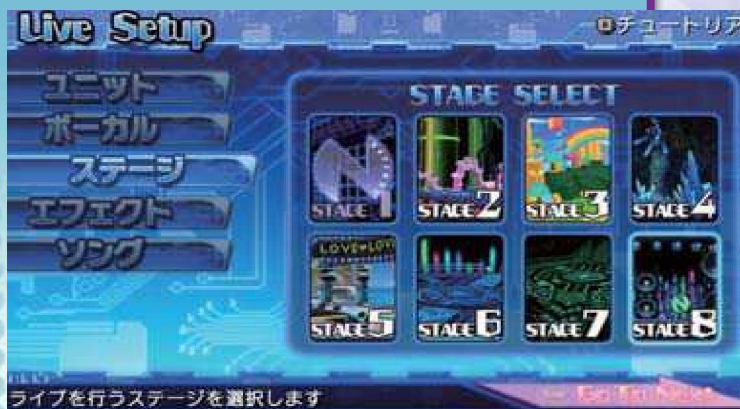 Live Setup
チュートリア
ユニット
ボーカル
ステージ
エフェクト
ソング
STAGE SELECT
STAGE 1
STAGE 2
STAGE 3
STAGE 4
LOVE♥LOV
STAGE 5
STAGE 6
STAGE 7
STAGE 8
ライブを行うステージを選択します
Go To Next